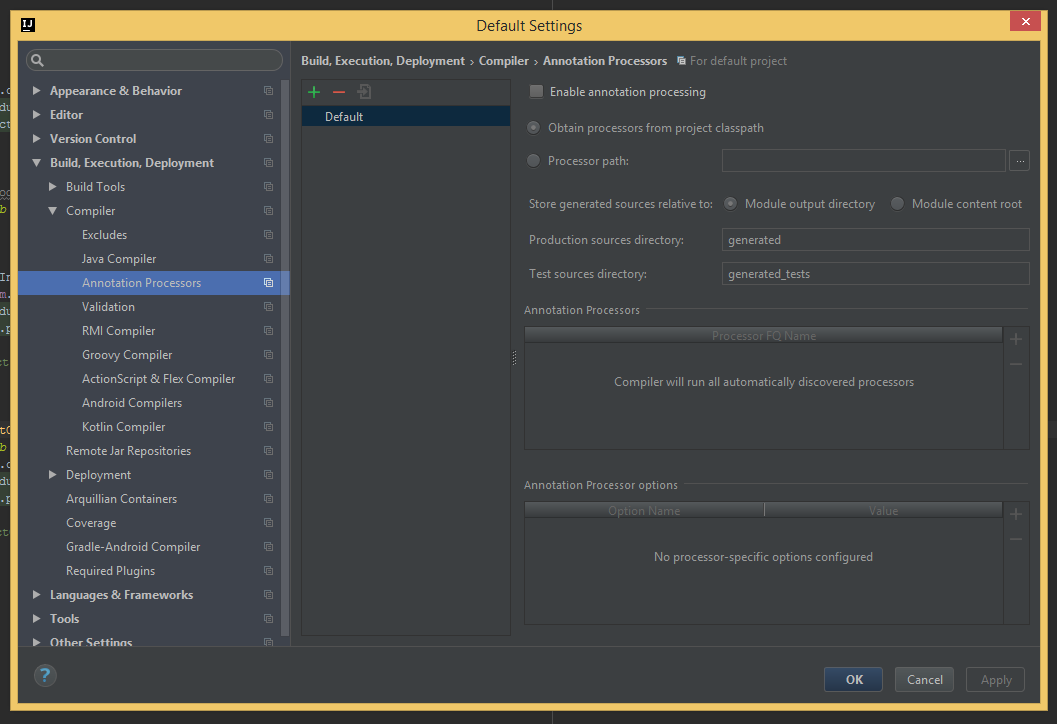 IJ
Default Settings
Build, Execution, Deployment › Compiler › Annotation Processors For default project
Appearance & Behavior
Editor
Version Control
Build, Execution, Deployment
Build Tools
Compiler
Excludes
Java Compiler
Annotation Processors
Validation
RMI Compiler
Groovy Compiler
ActionScript & Flex Compiler
Android Compilers
Kotlin Compiler
Remote Jar Repositories
Deployment
Arquillian Containers
Coverage
Gradle-Android Compiler
Required Plugins
Languages & Frameworks
Tools
Other Settings
Default
Enable annotation processing
Obtain processors from project classpath
Processor path:
...
Store generated sources relative to: Module output directory Module content root
Production sources directory: generated
Test sources directory: generated_tests
Annotation Processors
Processor FQ Name
Compiler will run all automatically discovered processors
Annotation Processor options
Option Name Value
No processor-specific options configured
?
OK Cancel Apply